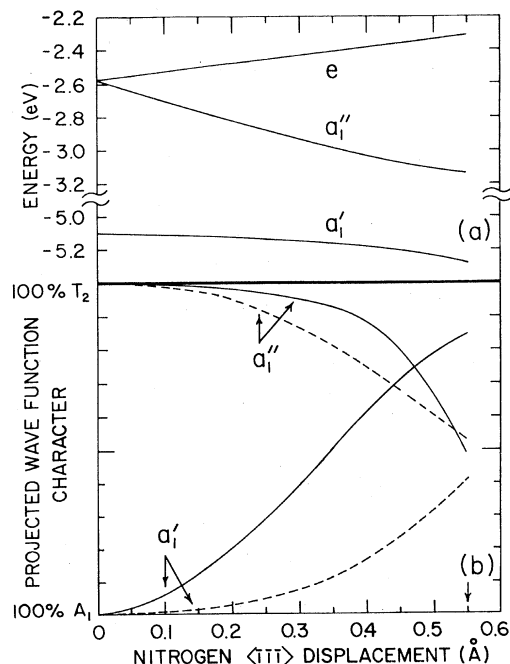 -2.2
-2.4
-2.6
-2.8
-3.0
-3.2
-5.0
-5.2
ENERGY (eV)
e
a₁″
a₁′
(a)
100% T₂
a₁″
PROJECTED WAVE FUNCTION
CHARACTER
a₁′
(b)
100% A₁
0 0.1 0.2 0.3 0.4 0.5 0.6
NITROGEN <1̄1̄1̄> DISPLACEMENT (Å)